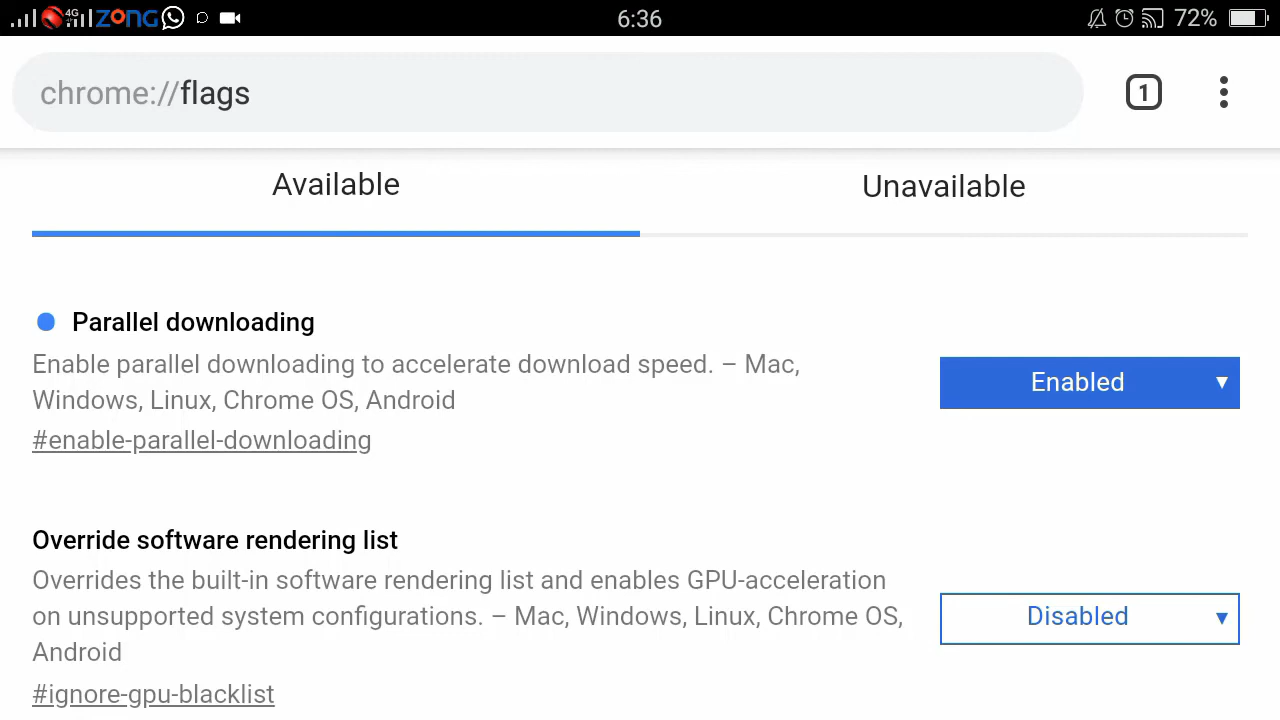 4G ZONG 6:36 72%
chrome://flags 1
Available Unavailable
Parallel downloading
Enable parallel downloading to accelerate download speed. – Mac,
Windows, Linux, Chrome OS, Android
#enable-parallel-downloading
Enabled
Override software rendering list
Overrides the built-in software rendering list and enables GPU-acceleration
on unsupported system configurations. – Mac, Windows, Linux, Chrome OS,
Android
#ignore-gpu-blacklist
Disabled